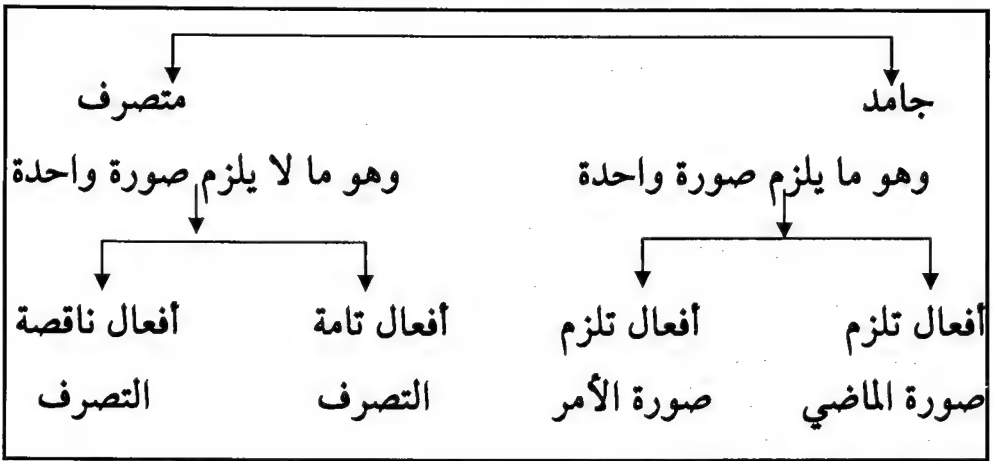 جامد متصرف
وهو ما يلزم صورة واحدة وهو ما لا يلزم صورة واحدة
أفعال تلزم أفعال تلزم أفعال تامة أفعال ناقصة
صورة الماضي صورة الأمر التصرف التصرف